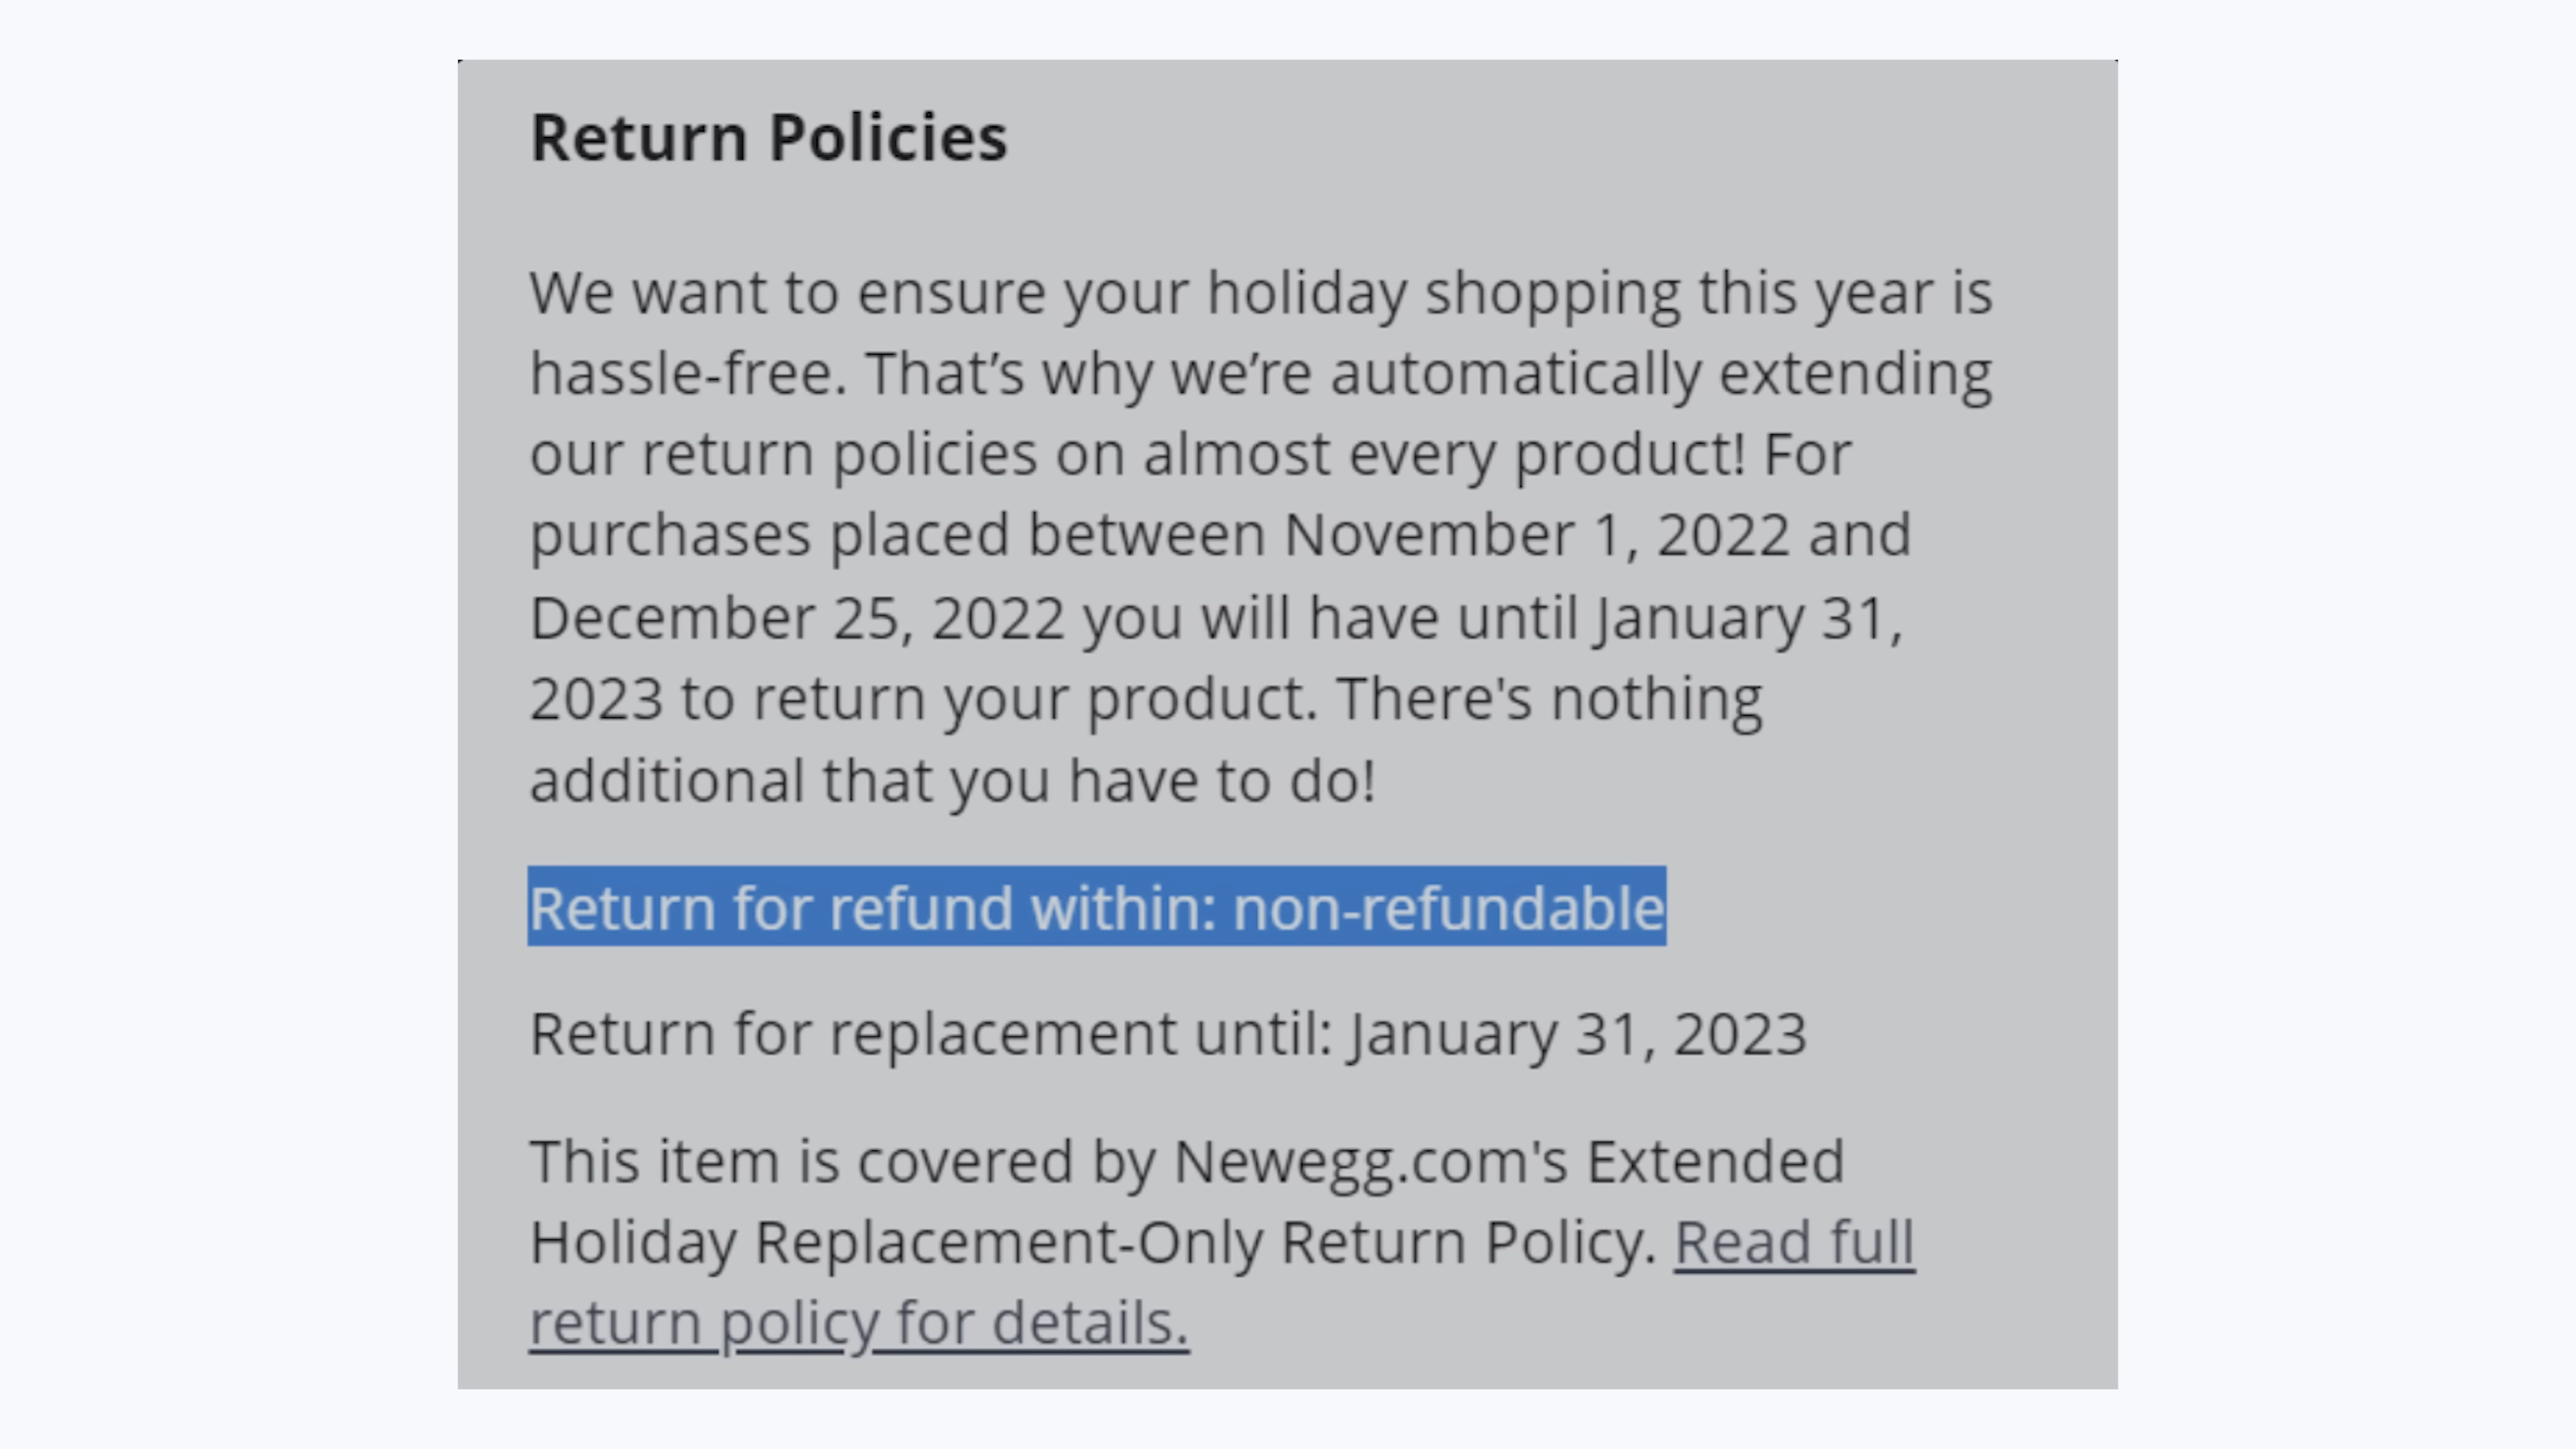 Return Policies
We want to ensure your holiday shopping this year is
hassle-free. That’s why we’re automatically extending
our return policies on almost every product! For
purchases placed between November 1, 2022 and
December 25, 2022 you will have until January 31,
2023 to return your product. There's nothing
additional that you have to do!
Return for refund within: non-refundable
Return for replacement until: January 31, 2023
This item is covered by Newegg.com's Extended
Holiday Replacement-Only Return Policy. Read full
return policy for details.